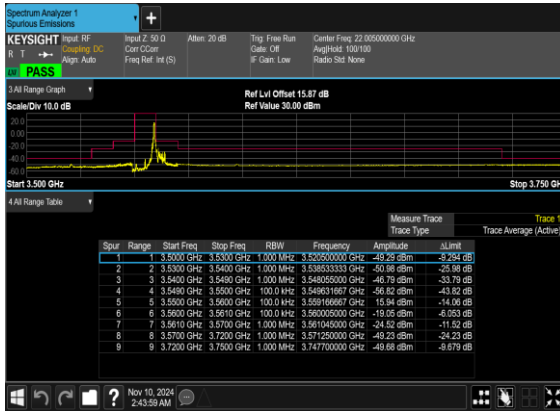 Spectrum Analyzer 1
Spurious Emissions
+
KEYSIGHT Input: RF Input Z: 50 Ω Atten: 20 dB Trig: Free Run Center Freq: 22.005000000 GHz
R T Coupling: DC Corr CCorr Gate: Off Avg|Hold: 100/100
Align: Auto Freq Ref: Int (S) IF Gain: Low Radio Std: None
PASS
3 All Range Graph Ref Lvl Offset 15.87 dB
Scale/Div 10.0 dB Ref Value 30.00 dBm
20.0
0.00
-20.0
-40.0
-60.0
Start 3.500 GHz Stop 3.750 GH
4 All Range Table
Measure Trace Trace 1
Trace Type Trace Average (Active)
Spur Range Start Freq Stop Freq RBW Frequency Amplitude ΔLimit
1 1 3.5000 GHz 3.5300 GHz 1.000 MHz 3.520500000 GHz -49.29 dBm -9.294 dB
2 2 3.5300 GHz 3.5400 GHz 1.000 MHz 3.538533333 GHz -50.98 dBm -25.98 dB
3 3 3.5400 GHz 3.5490 GHz 1.000 MHz 3.548055000 GHz -46.79 dBm -33.79 dB
4 4 3.5490 GHz 3.5500 GHz 100.0 kHz 3.549631667 GHz -56.82 dBm -43.82 dB
5 5 3.5500 GHz 3.5600 GHz 100.0 kHz 3.559166667 GHz 15.94 dBm -14.06 dB
6 6 3.5600 GHz 3.5610 GHz 100.0 kHz 3.560005000 GHz -19.05 dBm -6.053 dB
7 7 3.5610 GHz 3.5700 GHz 1.000 MHz 3.561045000 GHz -24.52 dBm -11.52 dB
8 8 3.5700 GHz 3.7200 GHz 1.000 MHz 3.571250000 GHz -49.23 dBm -24.23 dB
9 9 3.7200 GHz 3.7500 GHz 1.000 MHz 3.747700000 GHz -49.68 dBm -9.679 dB
? Nov 10, 2024
2:43:59 AM